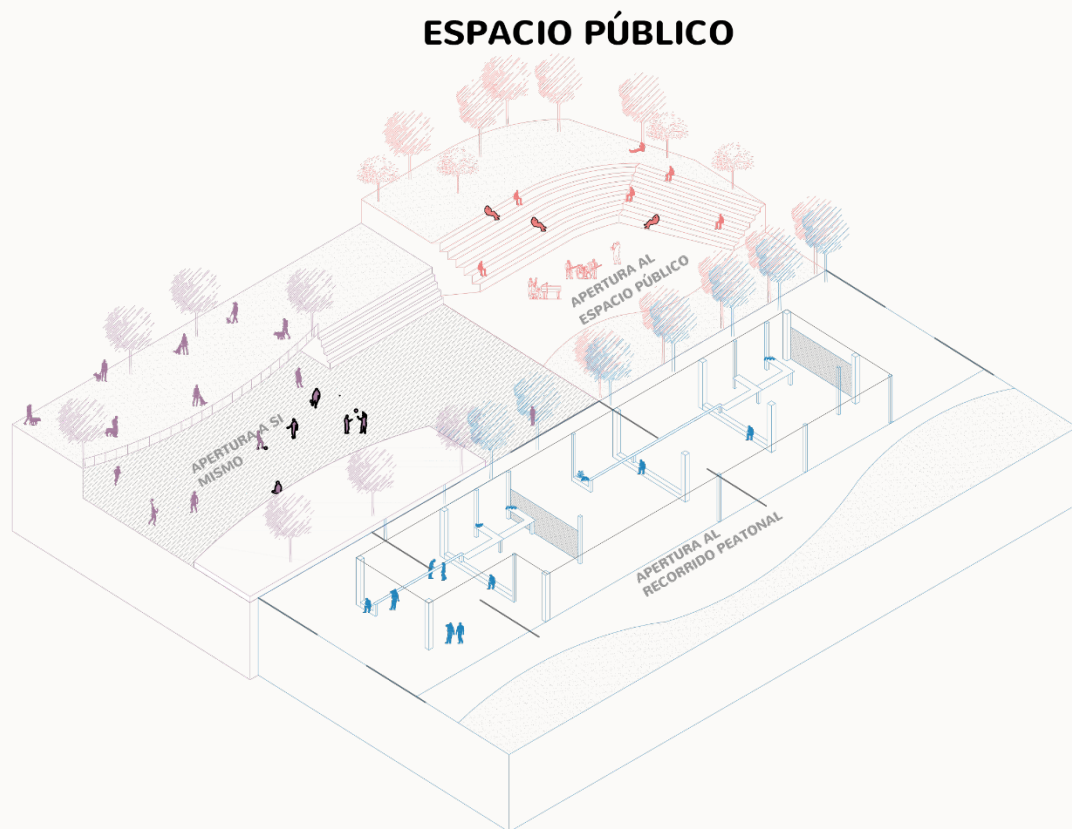 ESPACIO PÚBLICO
APERTURA AL
ESPACIO PÚBLICO
APERTURA A SI
MISMO
APERTURA AL
RECORRIDO PEATONAL